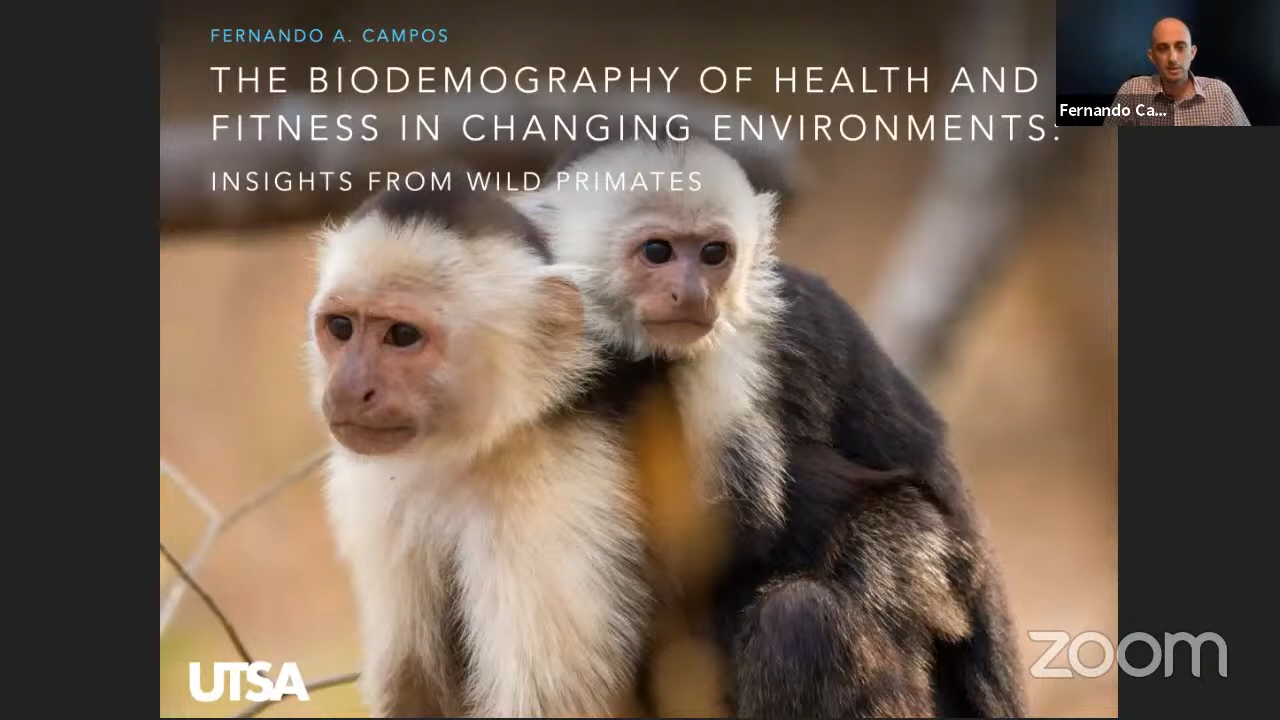 FERNANDO A. CAMPOS
THE BIODEMOGRAPHY OF HEALTH AND
FITNESS IN CHANGING ENVIRONMENTS:
INSIGHTS FROM WILD PRIMATES
Fernando Ca...
UTSA
zoom